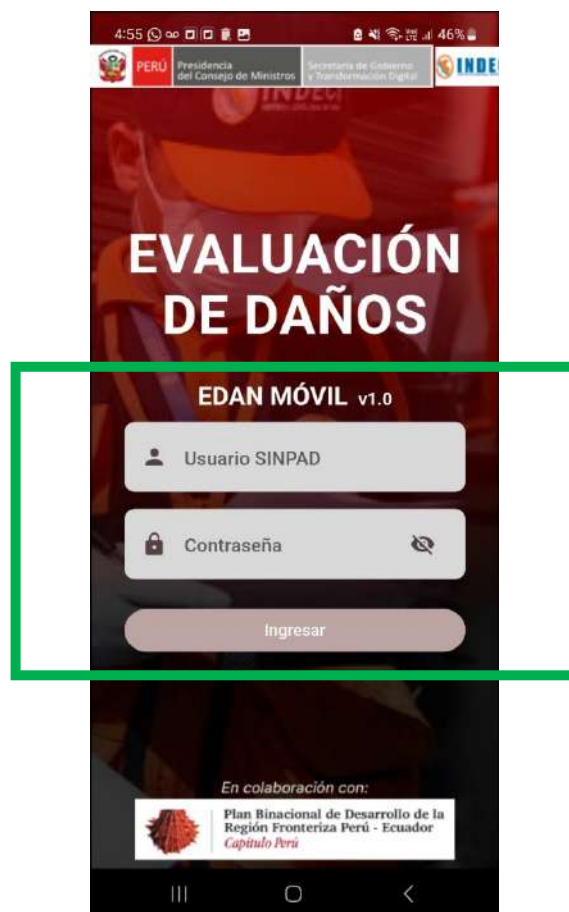 4:55
46%
PERÚ
Presidencia
del Consejo de Ministros
Secretaría de Gobierno
y Transformación Digital
INDE
INDECI
EVALUACIÓN
DE DAÑOS
EDAN MÓVIL v1.0
Usuario SINPAD
Contraseña
Ingresar
En colaboración con:
Plan Binacional de Desarrollo de la
Región Fronteriza Perú - Ecuador
Capítulo Perú